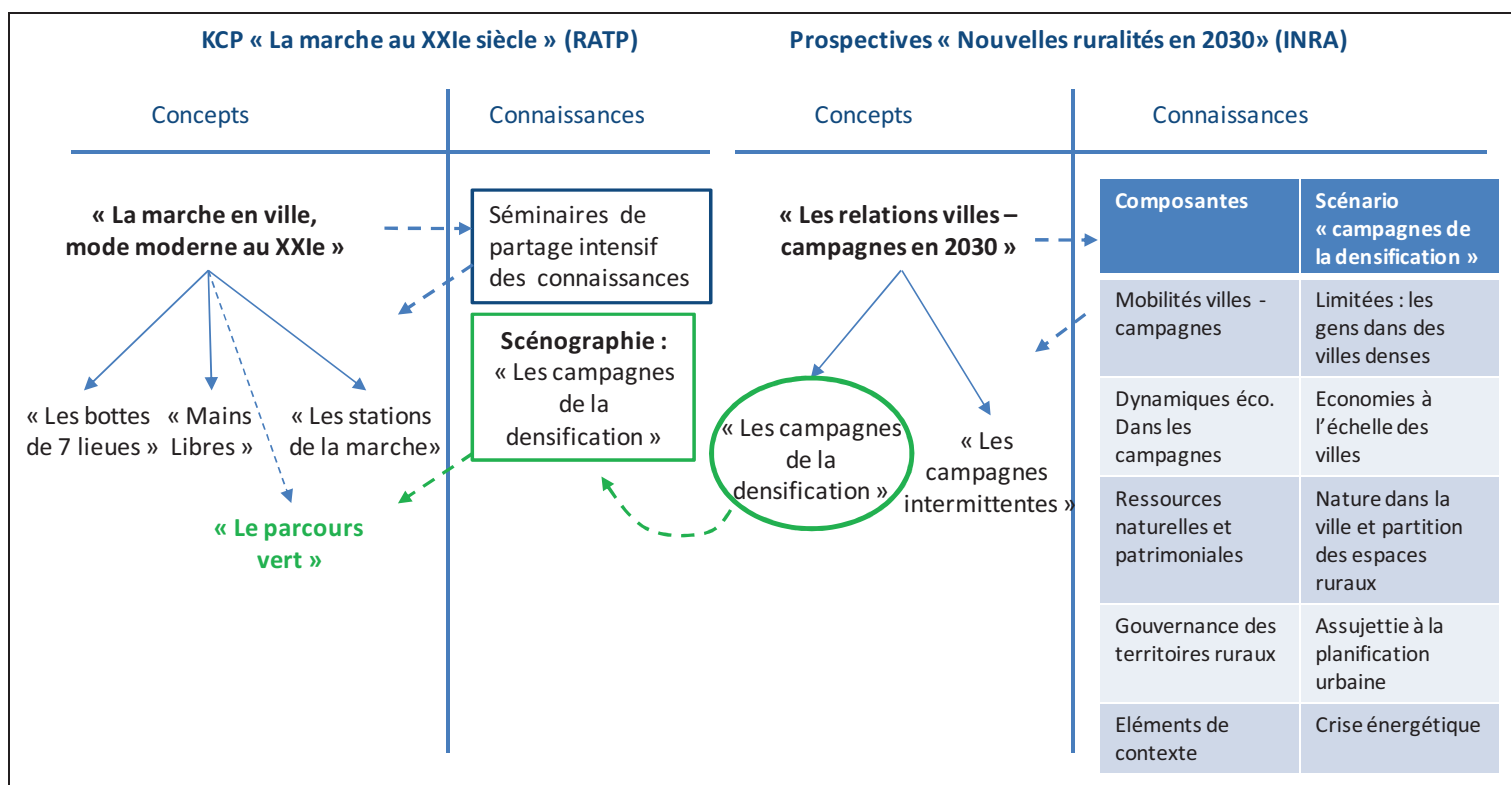 KCP « La marche au XXIe siècle » (RATP)
Prospectives « Nouvelles ruralités en 2030» (INRA)
Concepts
Connaissances
Concepts
Connaissances
« La marche en ville,
mode moderne au XXIe »
« Les bottes
de 7 lieues »
« Mains
Libres »
« Les stations
de la marche»
« Le parcours
vert »
Séminaires de
partage intensif
des connaissances
Scénographie :
« Les campagnes
de la
densification »
« Les relations villes –
campagnes en 2030 »
« Les campagnes
de la
densification »
« Les
campagnes
intermittentes »
Composantes
Scénario
« campagnes de
la densification »
Mobilités villes -
campagnes
Limitées : les
gens dans des
villes denses
Dynamiques éco.
Dans les
campagnes
Economies à
l’échelle des
villes
Ressources
naturelles et
patrimoniales
Nature dans la
ville et partition
des espaces
ruraux
Gouvernance des
territoires ruraux
Assujettie à la
planification
urbaine
Eléments de
contexte
Crise énergétique